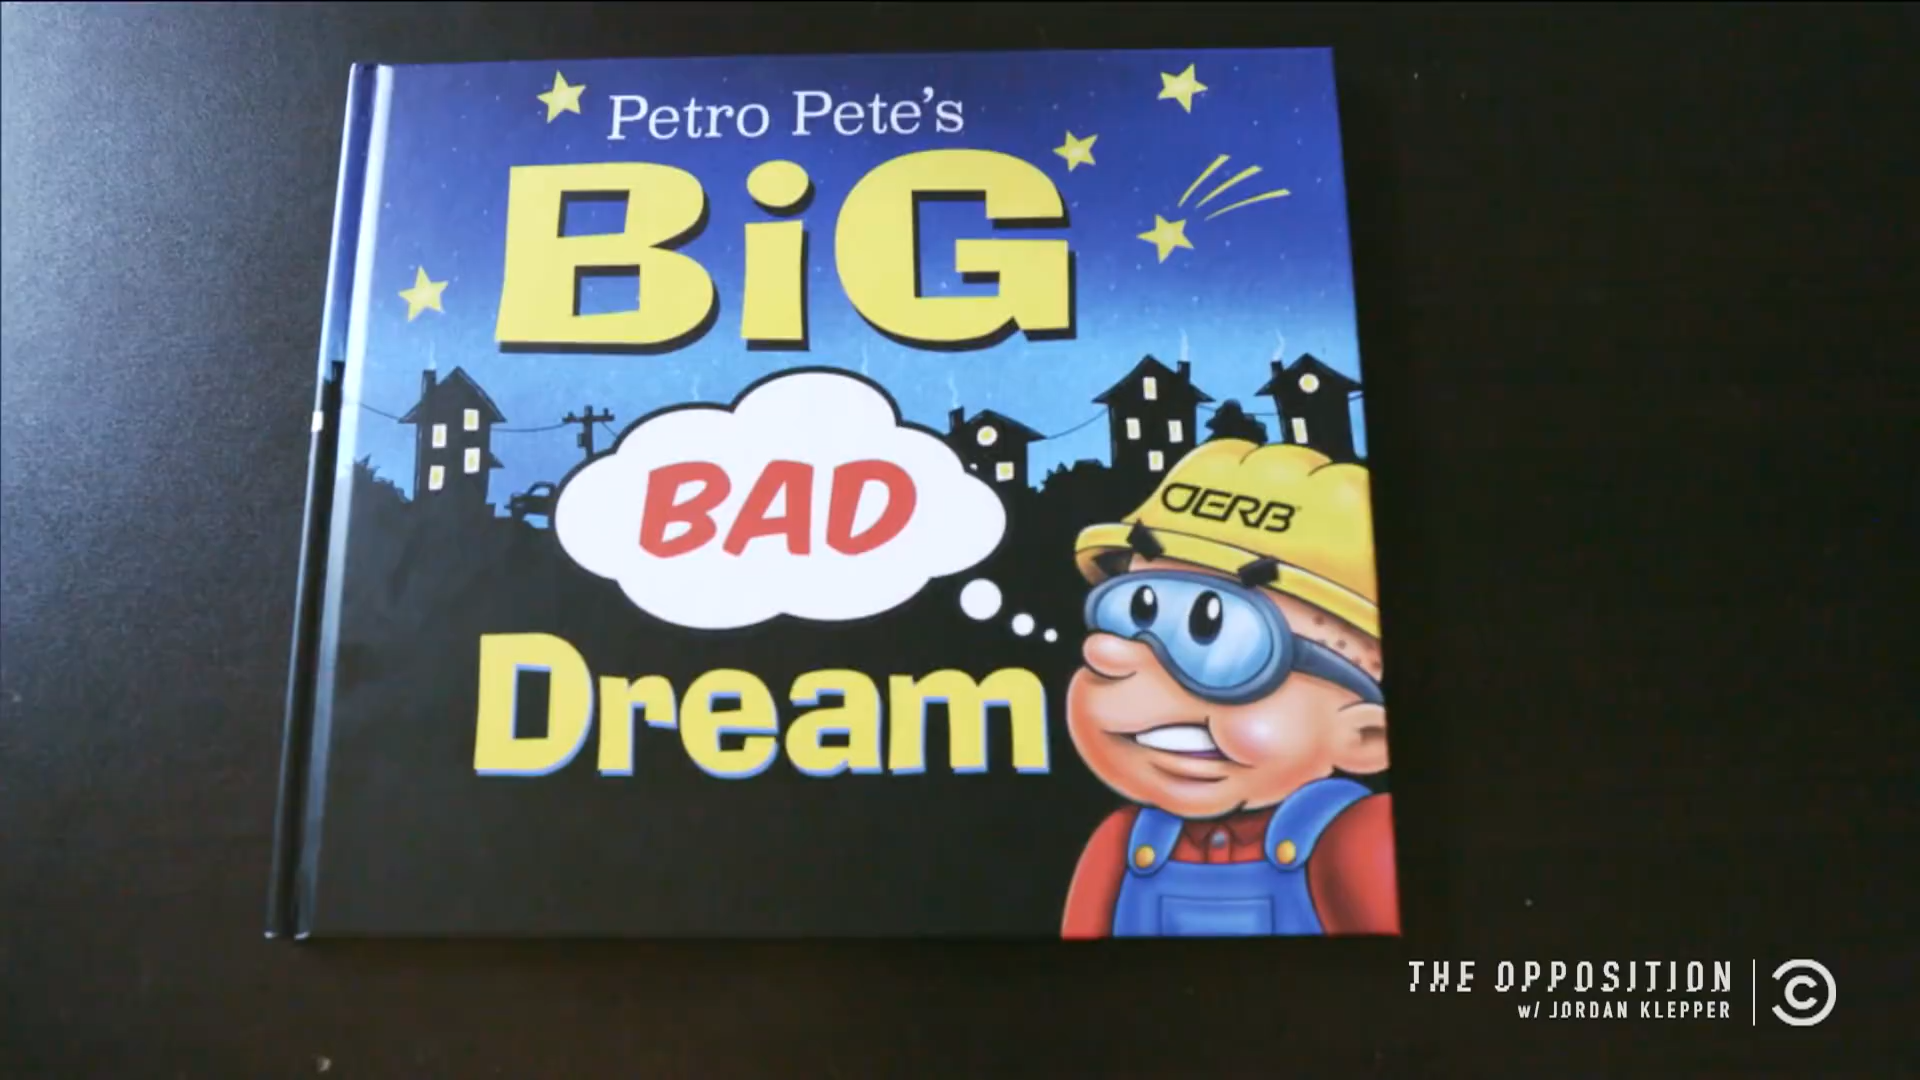 Petro Pete's
BiG
BAD
Dream
OERB
THE OPPOSITION
w/ JORDAN KLEPPER